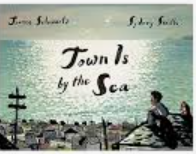 Joanne Schwartz Sydney Smith
Town Is
by the Sea